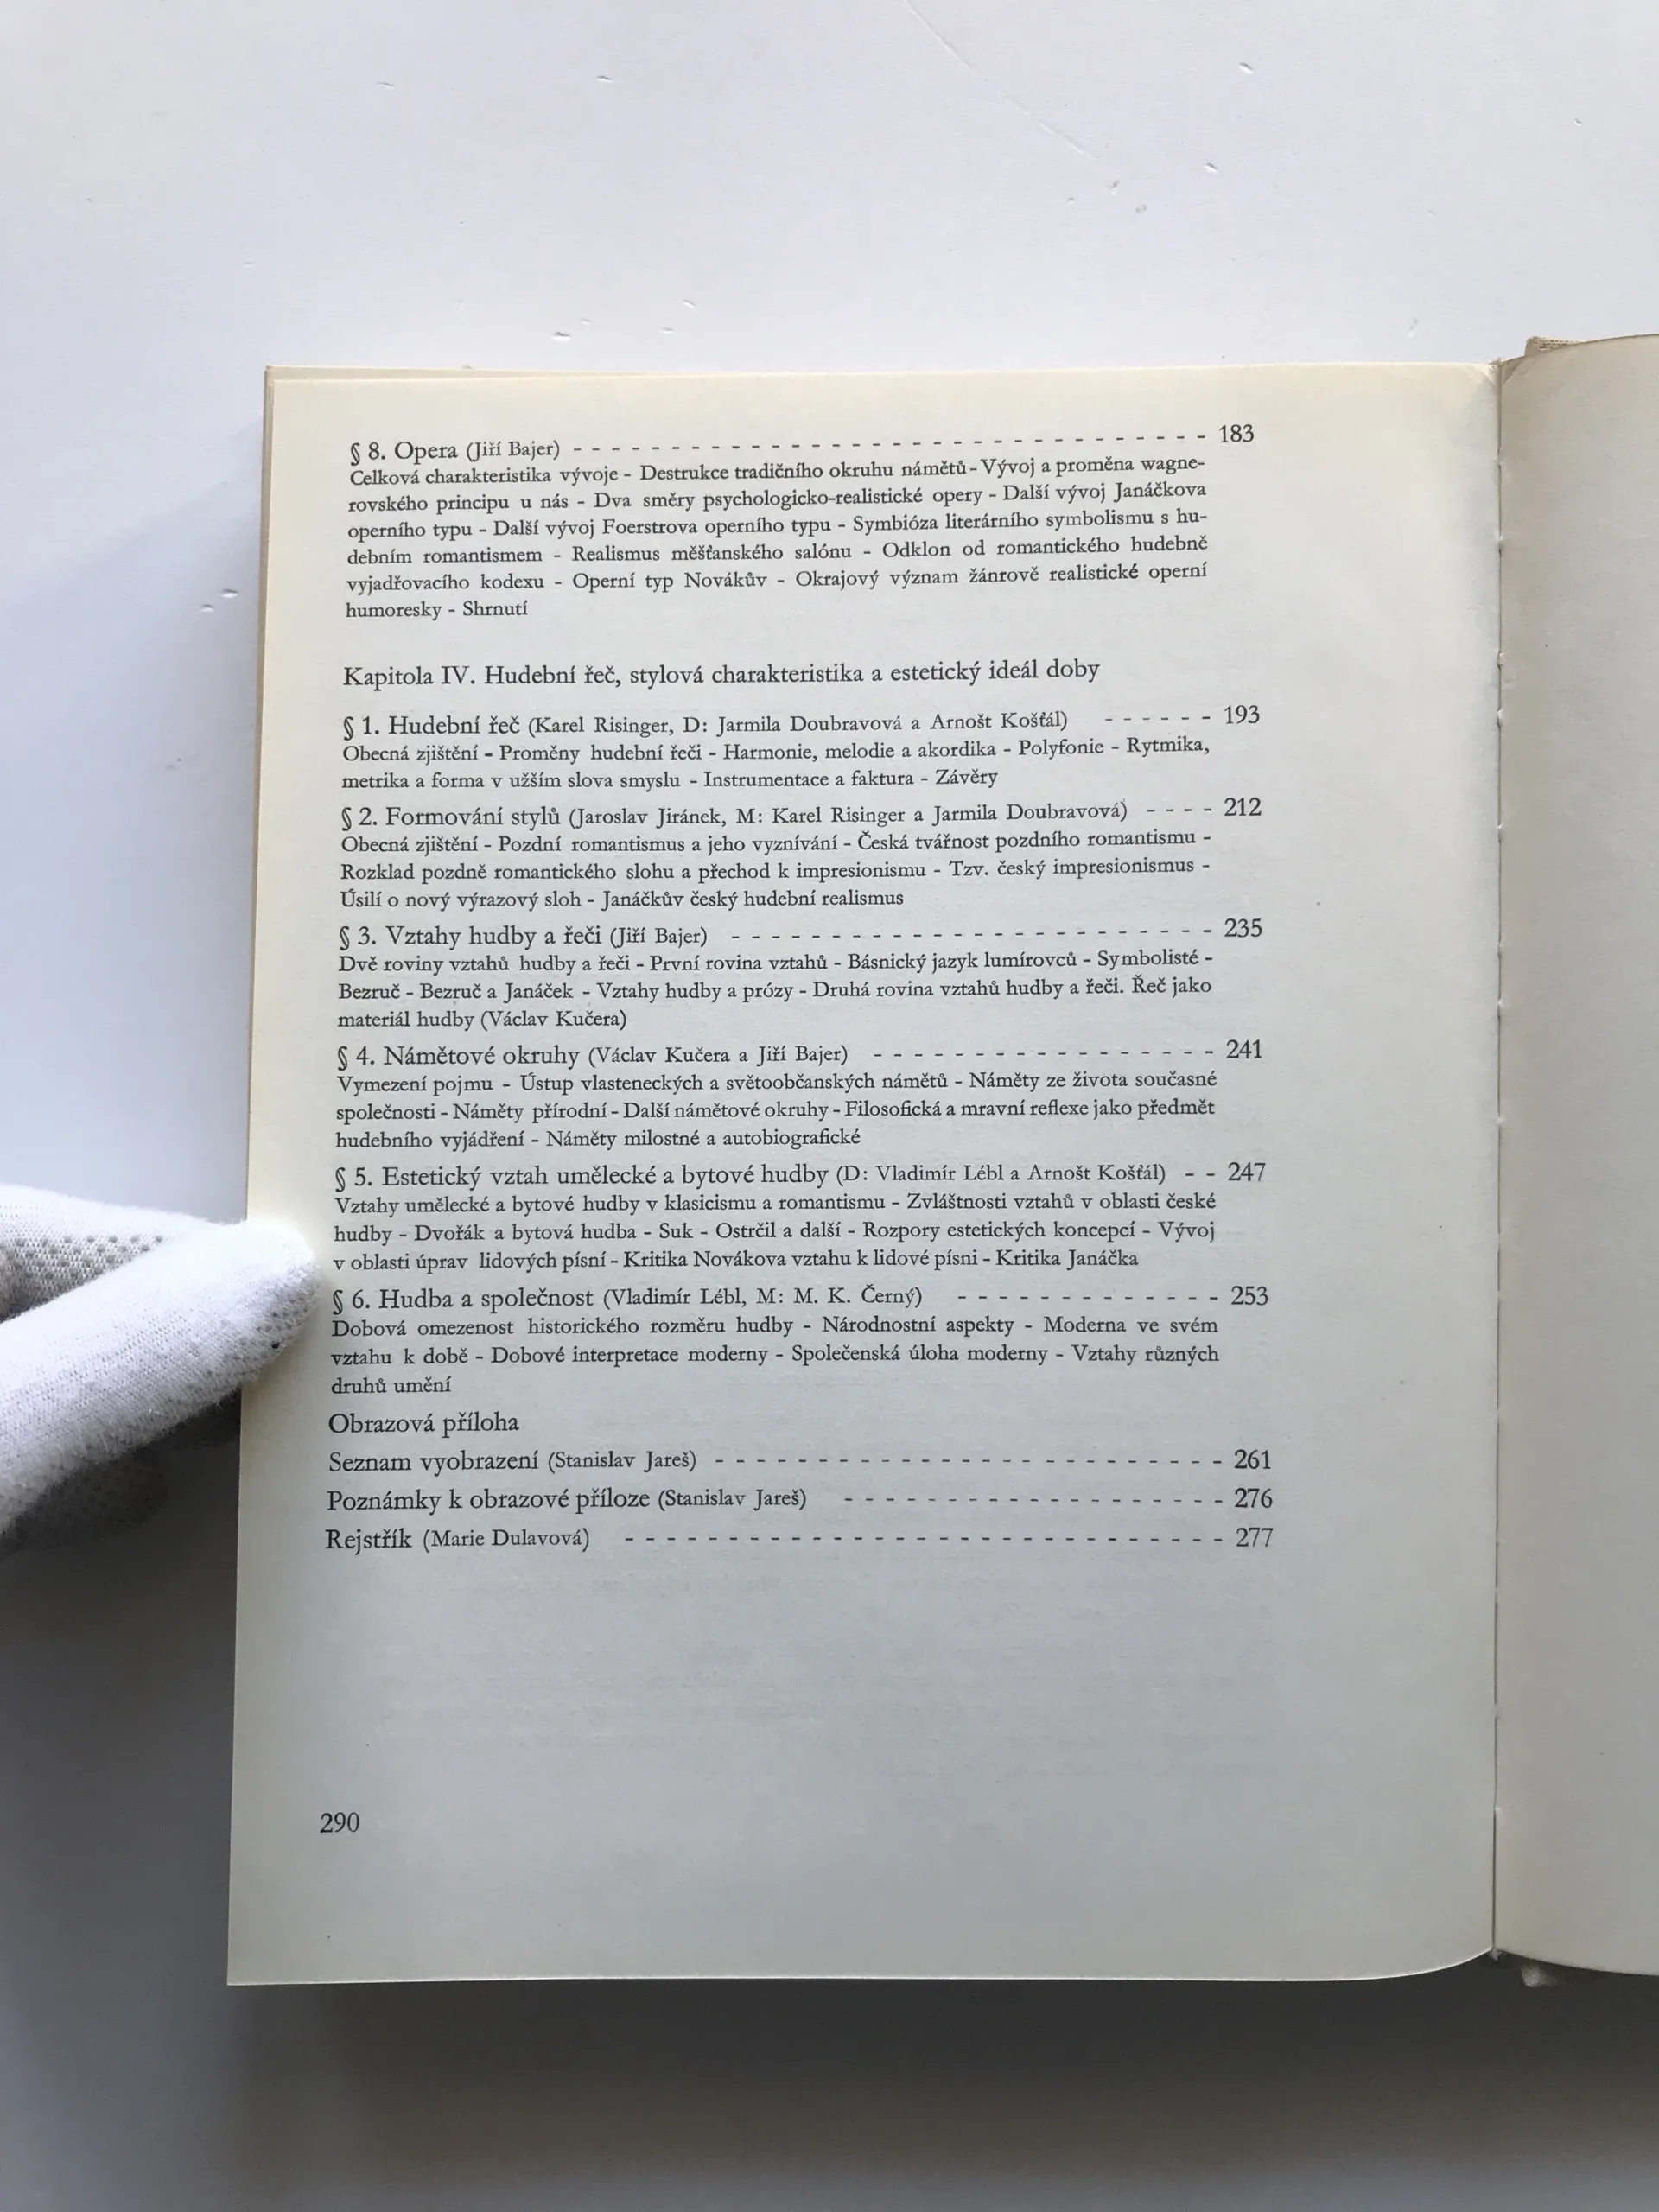 § 8. Opera (Jiří Bajer) - - - - - - - - - - - - - - - - - - - - - - - - - - - - - - 183
Celková charakteristika vývoje - Destrukce tradičního okruhu námětů - Vývoj a proměna wagne-
rovského principu u nás - Dva směry psychologicko-realistické opery - Další vývoj Janáčkova
operního typu - Další vývoj Foerstrova operního typu - Symbióza literárního symbolismu s hu-
debním romantismem - Realismus měšťanského salónu - Odklon od romantického hudebně
vyjadřovacího kodexu - Operní typ Novákův - Okrajový význam žánrově realistické operní
humoresky - Shrnutí
Kapitola IV. Hudební řeč, stylová charakteristika a estetický ideál doby
§ 1. Hudební řeč (Karel Risinger, D: Jarmila Doubravová a Arnošt Košťál) - - - - - - 193
Obecná zjištění - Proměny hudební řeči - Harmonie, melodie a akordika - Polyfonie - Rytmika,
metrika a forma v užším slova smyslu - Instrumentace a faktura - Závěry
§ 2. Formování stylů (Jaroslav Jiránek, M: Karel Risinger a Jarmila Doubravová) - - - - 212
Obecná zjištění - Pozdní romantismus a jeho vyznívání - Česká tvářnost pozdního romantismu -
Rozklad pozdně romantického slohu a přechod k impresionismu - Tzv. český impresionismus -
Úsilí o nový výrazový sloh - Janáčkův český hudební realismus
§ 3. Vztahy hudby a řeči (Jiří Bajer) - - - - - - - - - - - - - - - - - - - - - - - 235
Dvě roviny vztahů hudby a řeči - První rovina vztahů - Básnický jazyk lumírovců - Symbolisté -
Bezruč - Bezruč a Janáček - Vztahy hudby a prózy - Druhá rovina vztahů hudby a řeči. Řeč jako
materiál hudby (Václav Kučera)
§ 4. Námětové okruhy (Václav Kučera a Jiří Bajer) - - - - - - - - - - - - - - - - - 241
Vymezení pojmu - Ústup vlasteneckých a světoobčanských námětů - Náměty ze života současné
společnosti - Náměty přírodní - Další námětové okruhy - Filosofická a mravní reflexe jako předmět
hudebního vyjádření - Náměty milostné a autobiografické
§ 5. Estetický vztah umělecké a bytové hudby (D: Vladimír Lébl a Arnošt Košťál) - - 247
Vztahy umělecké a bytové hudby v klasicismu a romantismu - Zvláštnosti vztahů v oblasti české
hudby - Dvořák a bytová hudba - Suk - Ostrčil a další - Rozpory estetických koncepcí - Vývoj
v oblasti úprav lidových písní - Kritika Novákova vztahu k lidové písni - Kritika Janáčka
§ 6. Hudba a společnost (Vladimír Lébl, M: M. K. Černý) - - - - - - - - - - - - - 253
Dobová omezenost historického rozměru hudby - Národnostní aspekty - Moderna ve svém
vztahu k době - Dobové interpretace moderny - Společenská úloha moderny - Vztahy různých
druhů umění
Obrazová příloha
Seznam vyobrazení (Stanislav Jareš) - - - - - - - - - - - - - - - - - - - - - - - - - 261
Poznámky k obrazové příloze (Stanislav Jareš) - - - - - - - - - - - - - - - - - - - 276
Rejstřík (Marie Dulavová) - - - - - - - - - - - - - - - - - - - - - - - - - - - - - 277
290